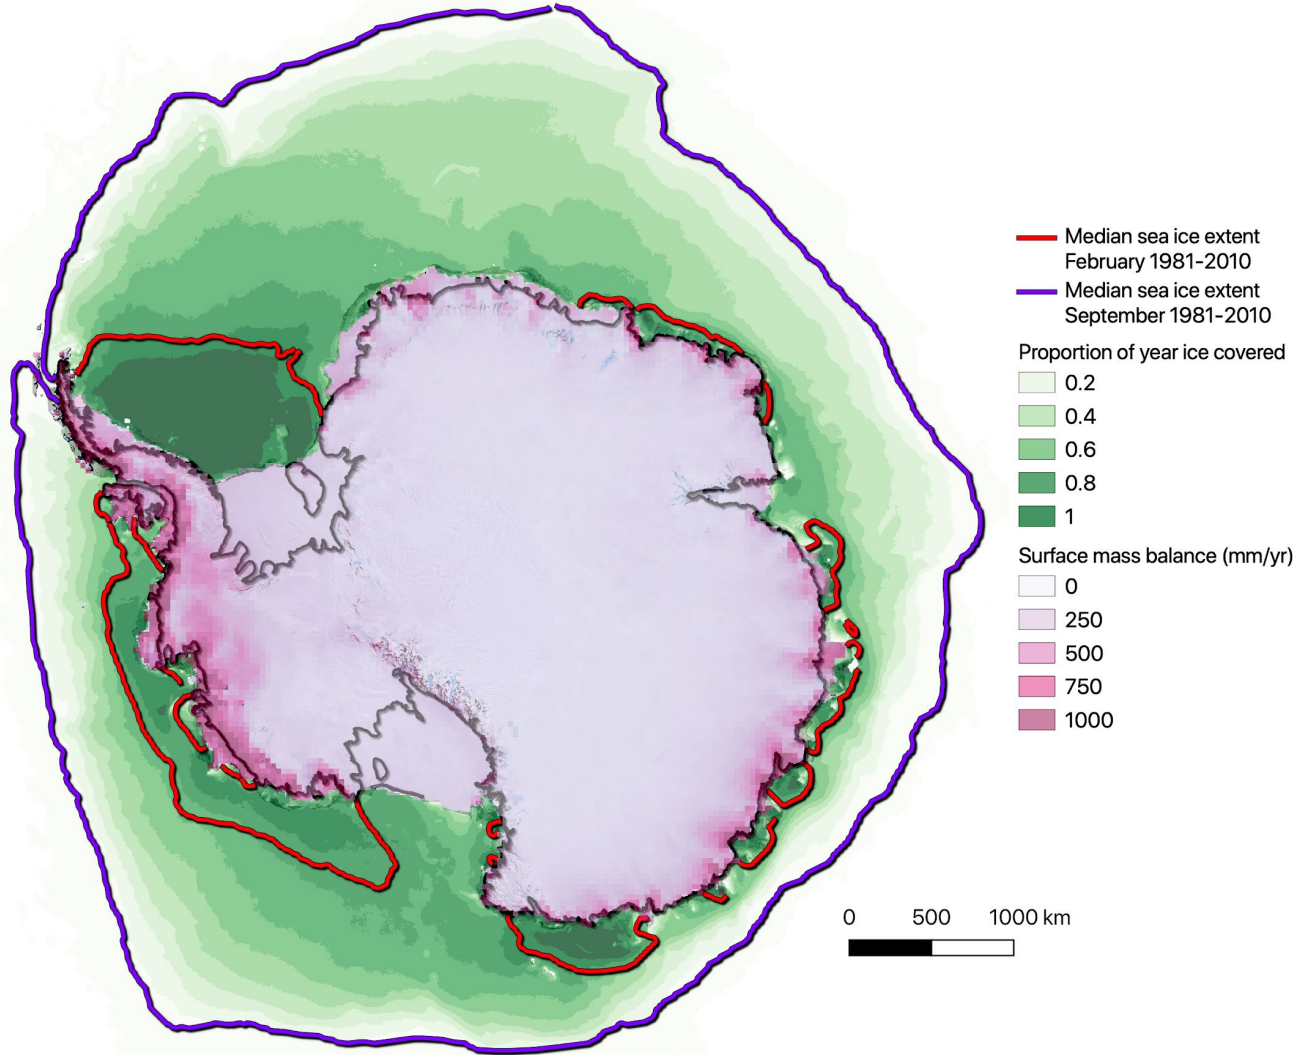 Median sea ice extent
February 1981-2010
Median sea ice extent
September 1981-2010
Proportion of year ice covered
0.2
0.4
0.6
0.8
1
Surface mass balance (mm/yr)
0
250
500
750
1000
0 500 1000 km